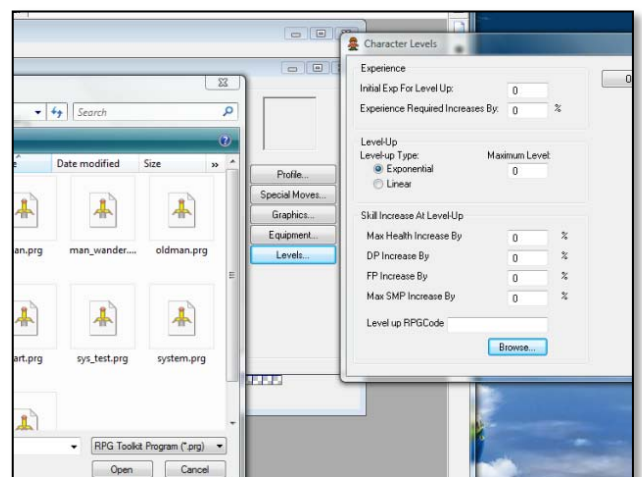 Search
Date modified Size »
an.prg man_wander.... oldman.prg
art.prg sys_test.prg system.prg
RPG Toolkit Program (*.prg)
Open Cancel
Profile...
Special Moves...
Graphics...
Equipment...
Levels...
Character Levels
Experience
Initial Exp For Level Up: 0
Experience Required Increases By: 0 %
Level-Up
Level-up Type: Maximum Level:
Exponential 0
Linear
Skill Increase At Level-Up
Max Health Increase By 0 %
DP Increase By 0 %
FP Increase By 0 %
Max SMP Increase By 0 %
Level up RPGCode
Browse...